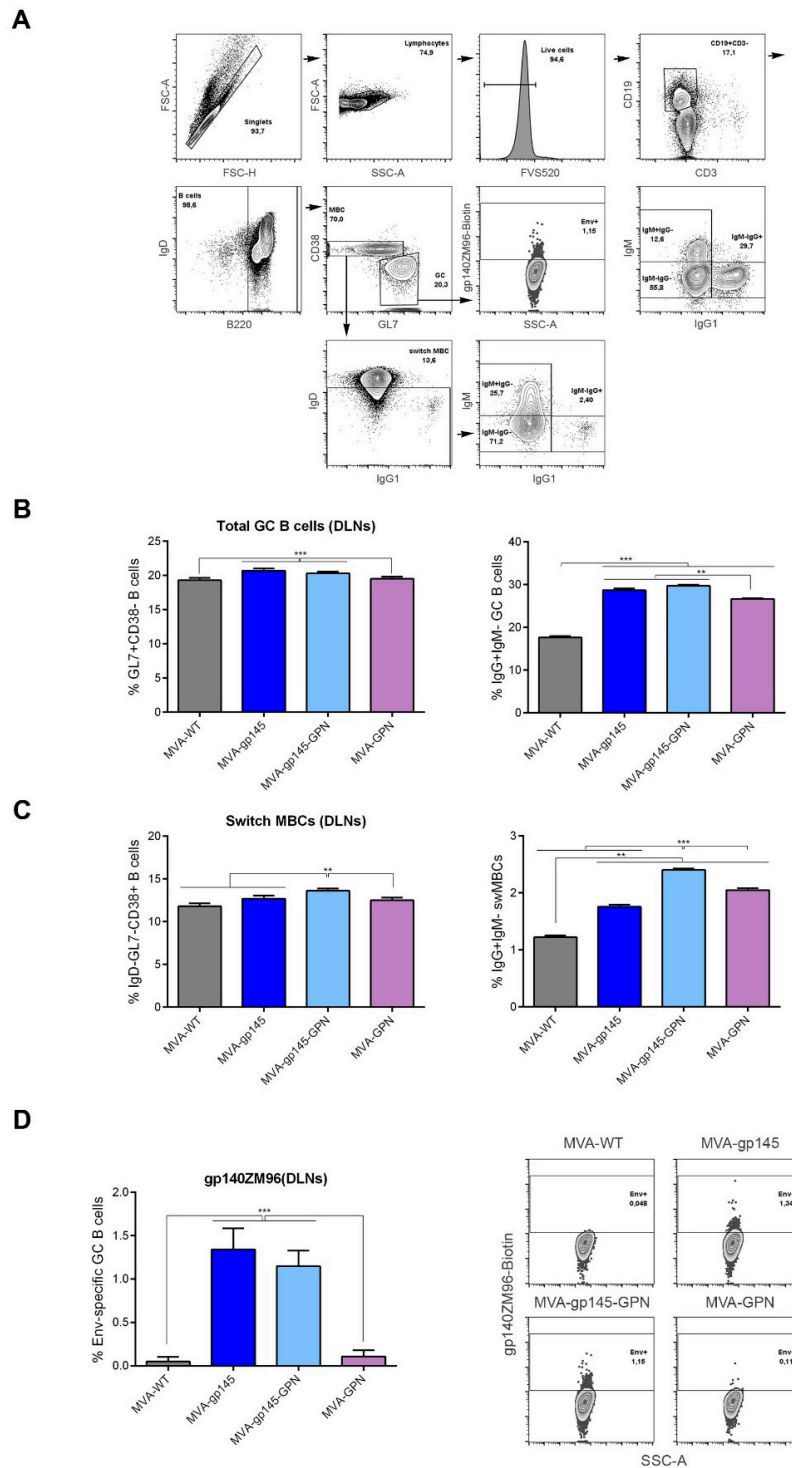 A
FSC-A
Singlets
93,7
FSC-H
FSC-A
Lymphocytes
74,9
SSC-A
Live cells
94,6
FVS520
CD19
CD19+CD3-
17,1
CD3
IgD
B cells
98,6
B220
CD38
MBC
70,0
GC
20,3
GL7
gp140ZM96-Biotin
Env+
1,15
SSC-A
IgM
IgM+IgG-
12,6
IgM-IgG+
29,7
IgM-IgG-
55,8
IgG1
IgD
switch MBC
13,6
IgG1
IgM
IgM+IgG-
25,7
IgM-IgG+
2,40
IgM-IgG-
71,2
IgG1
B
Total GC B cells (DLNs)
% GL7+CD38- B cells
25
20
15
10
5
0
***
MVA-WT
MVA-gp145
MVA-gp145-GPN
MVA-GPN
% IgG+IgM- GC B cells
40
30
20
10
0
***
**
MVA-WT
MVA-gp145
MVA-gp145-GPN
MVA-GPN
C
Switch MBCs (DLNs)
% IgD-GL7-CD38+ B cells
20
15
10
5
0
**
MVA-WT
MVA-gp145
MVA-gp145-GPN
MVA-GPN
% IgG+IgM- swMBCs
3
2
1
0
***
**
MVA-WT
MVA-gp145
MVA-gp145-GPN
MVA-GPN
D
gp140ZM96(DLNs)
% Env-specific GC B cells
2.0
1.5
1.0
0.5
0.0
***
MVA-WT
MVA-gp145
MVA-gp145-GPN
MVA-GPN
gp140ZM96-Biotin
MVA-WT
Env+
0,048
MVA-gp145
Env+
1,34
MVA-gp145-GPN
Env+
1,15
MVA-GPN
Env+
0,11
SSC-A